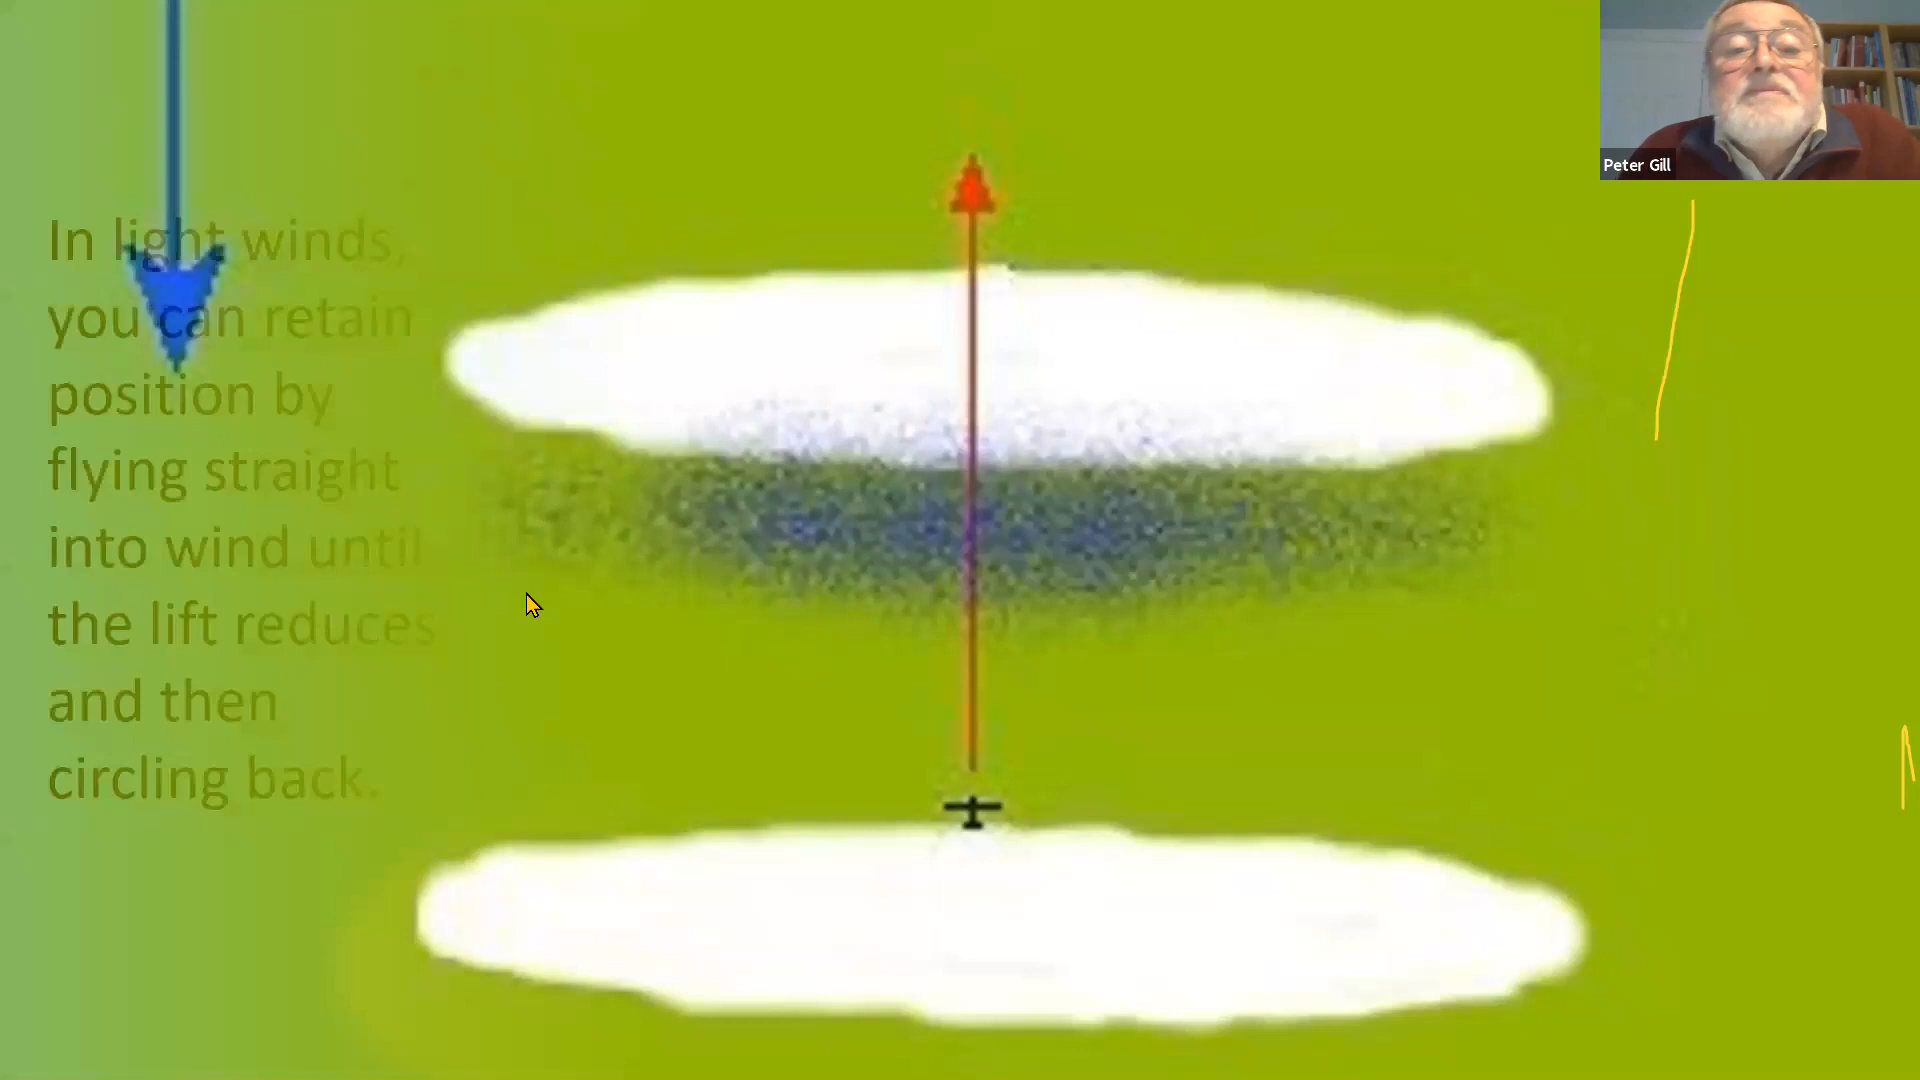 In light winds,
you can retain
position by
flying straight
into wind until
the lift reduces
and then
circling back.
Peter Gill